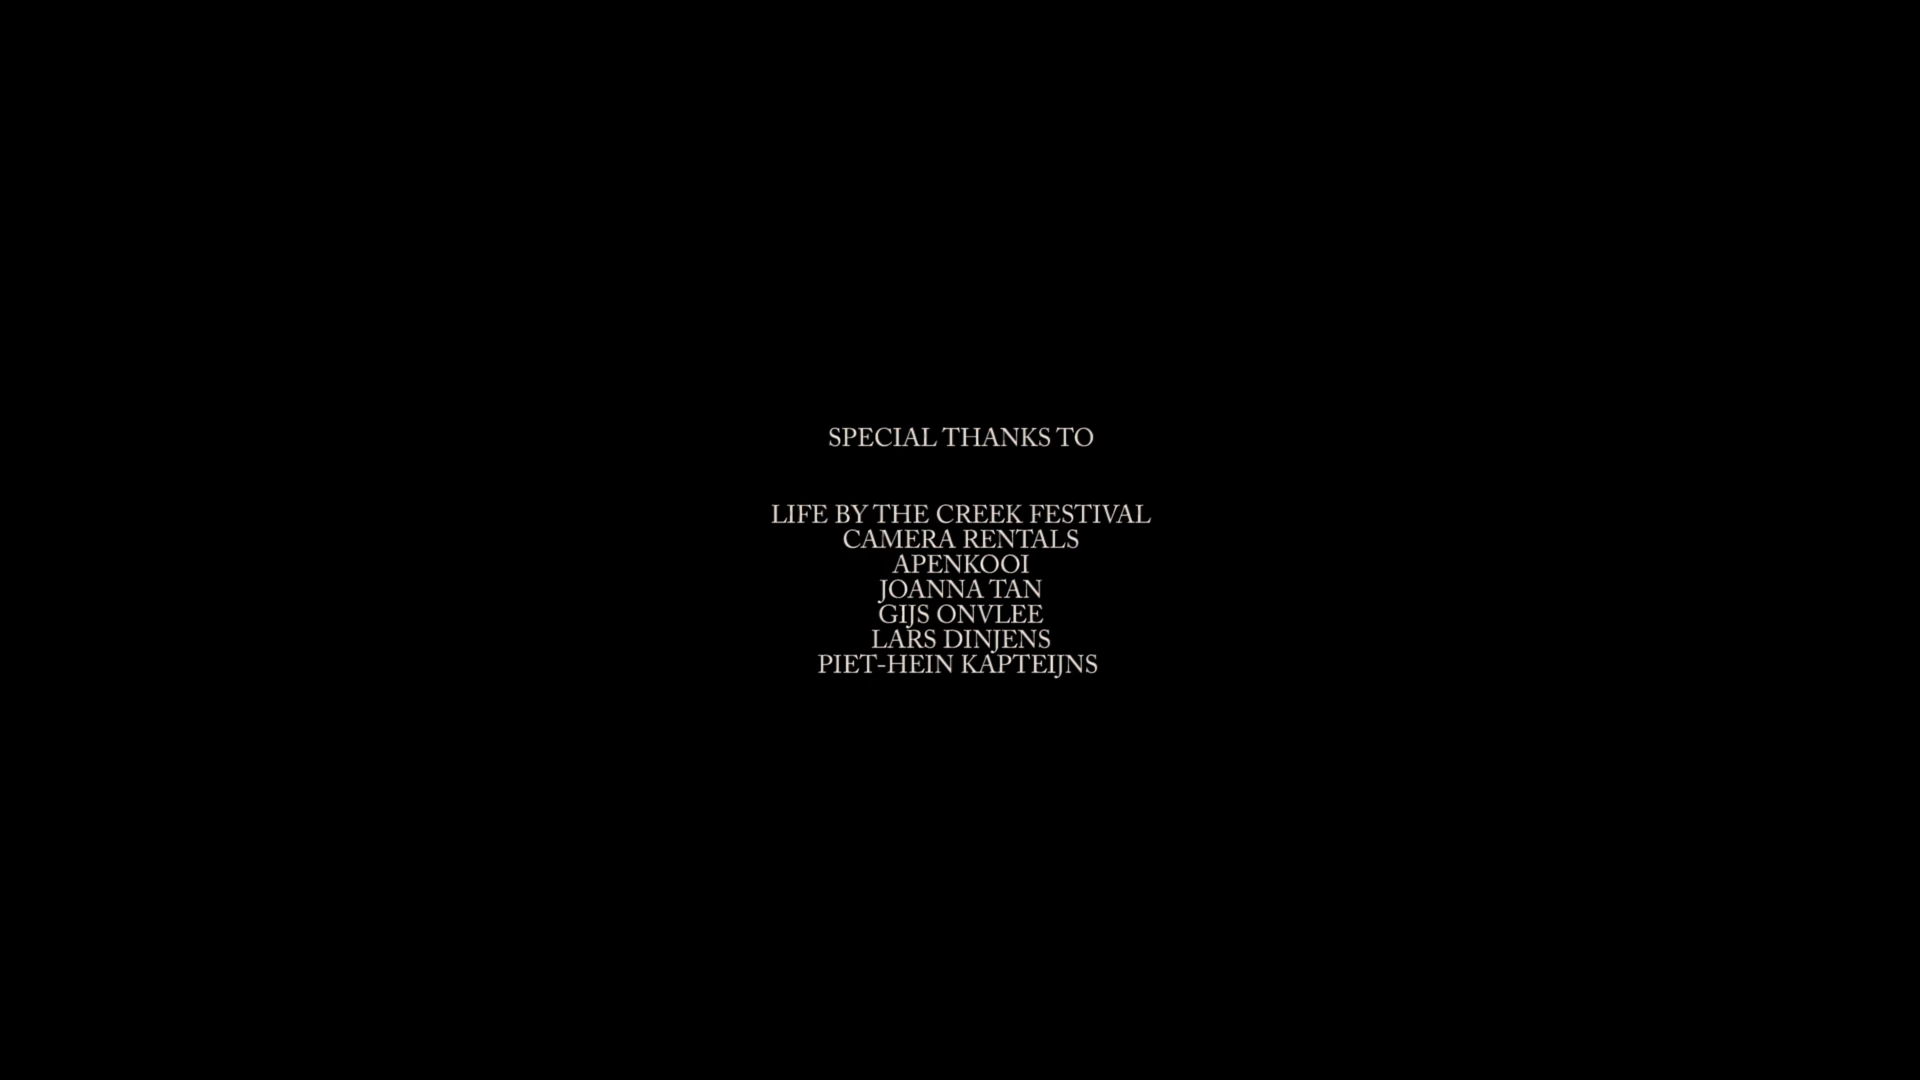 SPECIAL THANKS TO
LIFE BY THE CREEK FESTIVAL
CAMERA RENTALS
APENKOOI
JOANNA TAN
GIJS ONVLEE
LARS DINJENS
PIET-HEIN KAPTEIJNS